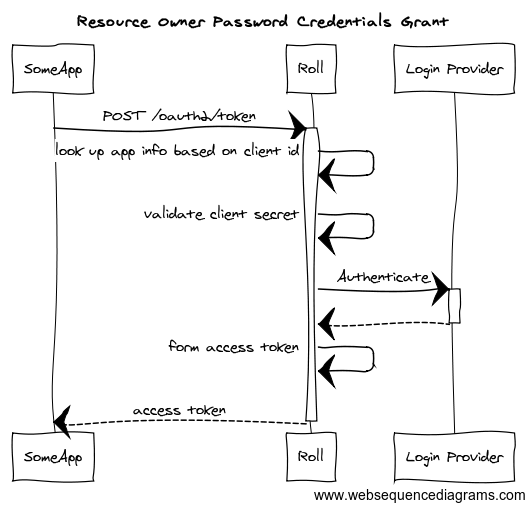 Resource Owner Password Credentials Grant
SomeApp
Roll
Login Provider
POST /oauth2/token
look up app info based on client id
validate client secret
Authenticate
form access token
access token
SomeApp
Roll
Login Provider
www.websequencediagrams.com